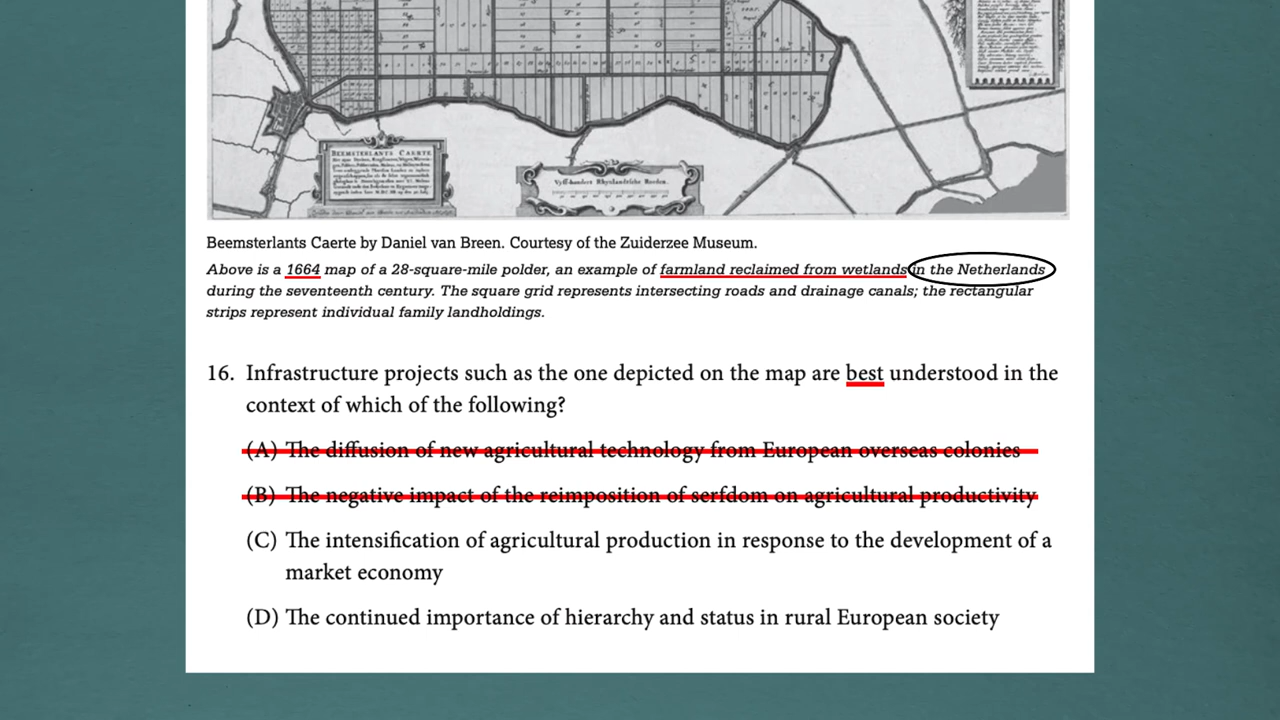 BEEMSTERLANTS CAERTE.
Vyff-hondert Rhynlandtsche Roeden.
Beemsterlants Caerte by Daniel van Breen. Courtesy of the Zuiderzee Museum.
Above is a 1664 map of a 28-square-mile polder, an example of farmland reclaimed from wetlands in the Netherlands
during the seventeenth century. The square grid represents intersecting roads and drainage canals; the rectangular
strips represent individual family landholdings.
16. Infrastructure projects such as the one depicted on the map are best understood in the
context of which of the following?
(A) The diffusion of new agricultural technology from European overseas colonies
(B) The negative impact of the reimposition of serfdom on agricultural productivity
(C) The intensification of agricultural production in response to the development of a
market economy
(D) The continued importance of hierarchy and status in rural European society